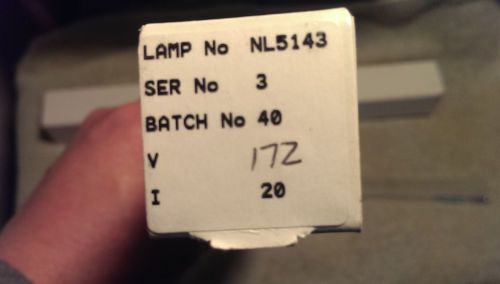 LAMP No NL5143
SER No 3
BATCH No 40
V 172
I 20